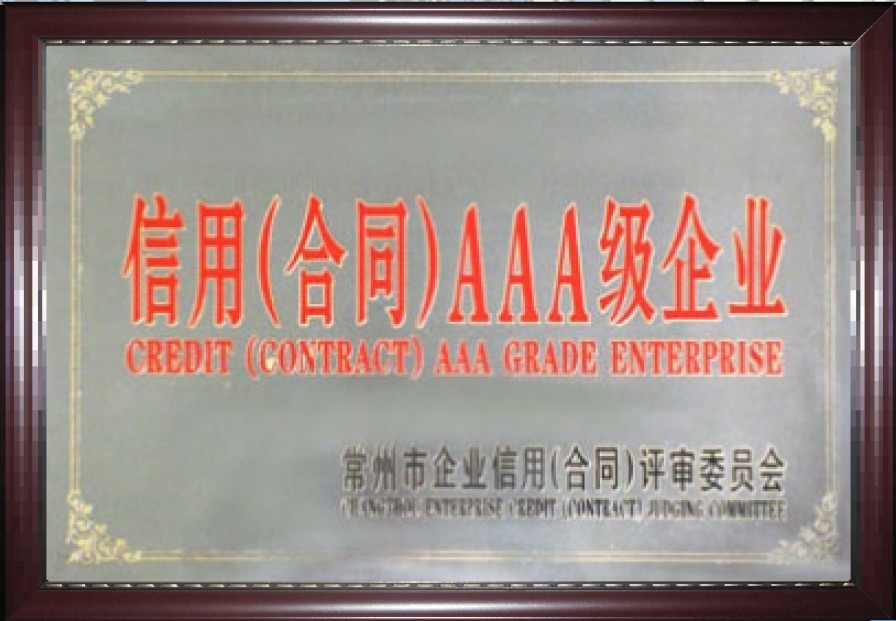 信用(合同)AAA级企业
CREDIT (CONTRACT) AAA GRADE ENTERPRISE
常州市企业信用(合同)评审委员会
CHANGZHOU ENTERPRISE CREDIT (CONTRACT) JUDGING COMMITTEE